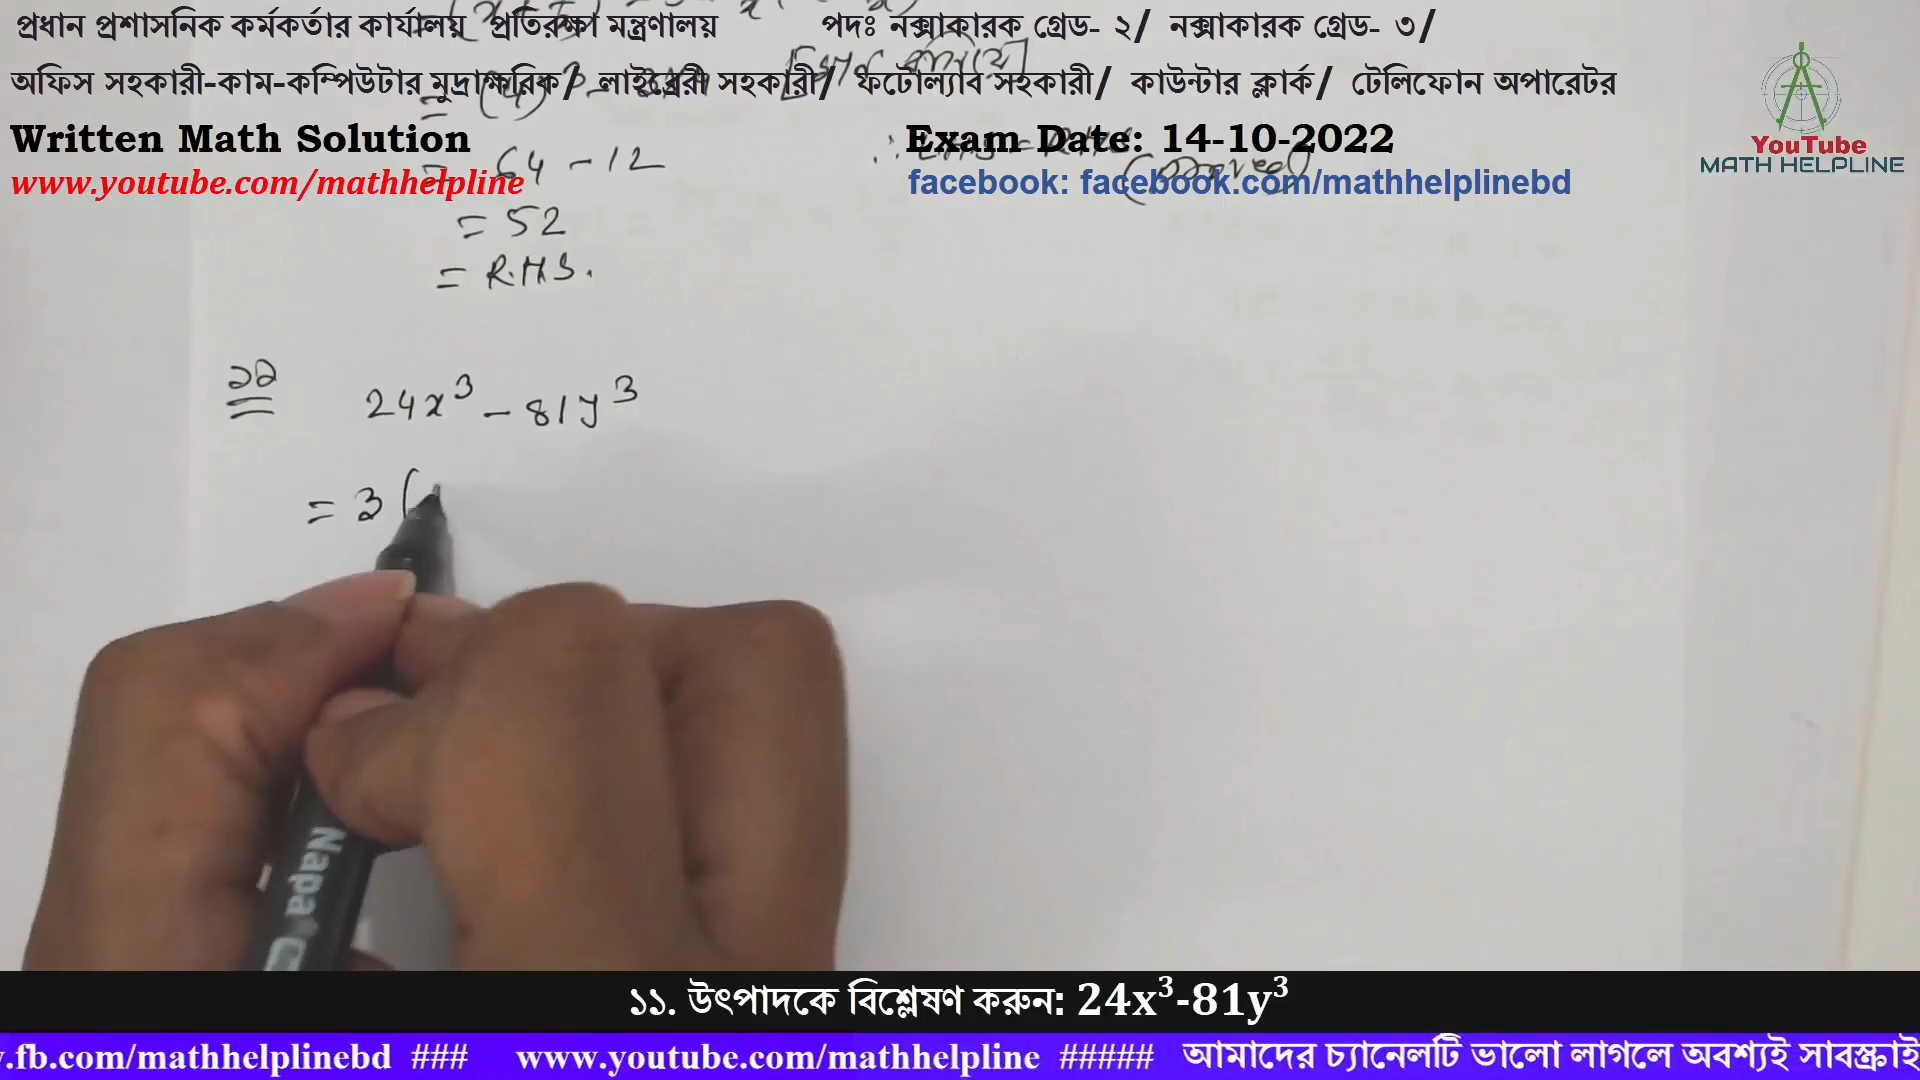 প্রধান প্রশাসনিক কর্মকর্তার কার্যালয় প্রতিরক্ষা মন্ত্রণালয় পদঃ নক্সাকারক গ্রেড- ২/ নক্সাকারক গ্রেড- ৩/
অফিস সহকারী-কাম-কম্পিউটার মুদ্রাক্ষরিক/ লাইব্রেরী সহকারী/ ফটোল্যাব সহকারী/ কাউন্টার ক্লার্ক/ টেলিফোন অপারেটর
Written Math Solution Exam Date: 14-10-2022
www.youtube.com/mathhelpline facebook: facebook.com/mathhelplinebd
YouTube
MATH HELPLINE
= 64 - 12
∴ L.H.S = R.H.S
(proved)
= 52
= R.H.S.
১১ 24x³ - 81y³
= 3 (
Napa
১১. উৎপাদকে বিশ্লেষণ করুন: 24x³-81y³
.fb.com/mathhelplinebd ### www.youtube.com/mathhelpline ##### আমাদের চ্যানেলটি ভালো লাগলে অবশ্যই সাবস্ক্রাই